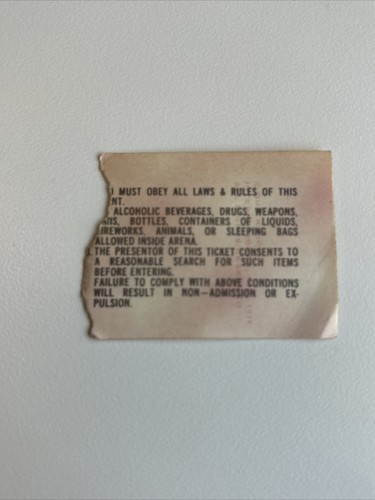 MUST OBEY ALL LAWS & RULES OF THIS
NT.
ALCOHOLIC BEVERAGES, DRUGS, WEAPONS,
BOTTLES, CONTAINERS OF LIQUIDS,
IREWORKS, ANIMALS, OR SLEEPING BAGS
ALLOWED INSIDE ARENA.
THE PRESENTOR OF THIS TICKET CONSENTS TO
A REASONABLE SEARCH FOR SUCH ITEMS
BEFORE ENTERING.
FAILURE TO COMPLY WITH ABOVE CONDITIONS
WILL RESULT IN NON-ADMISSION OR EX-
PULSION.